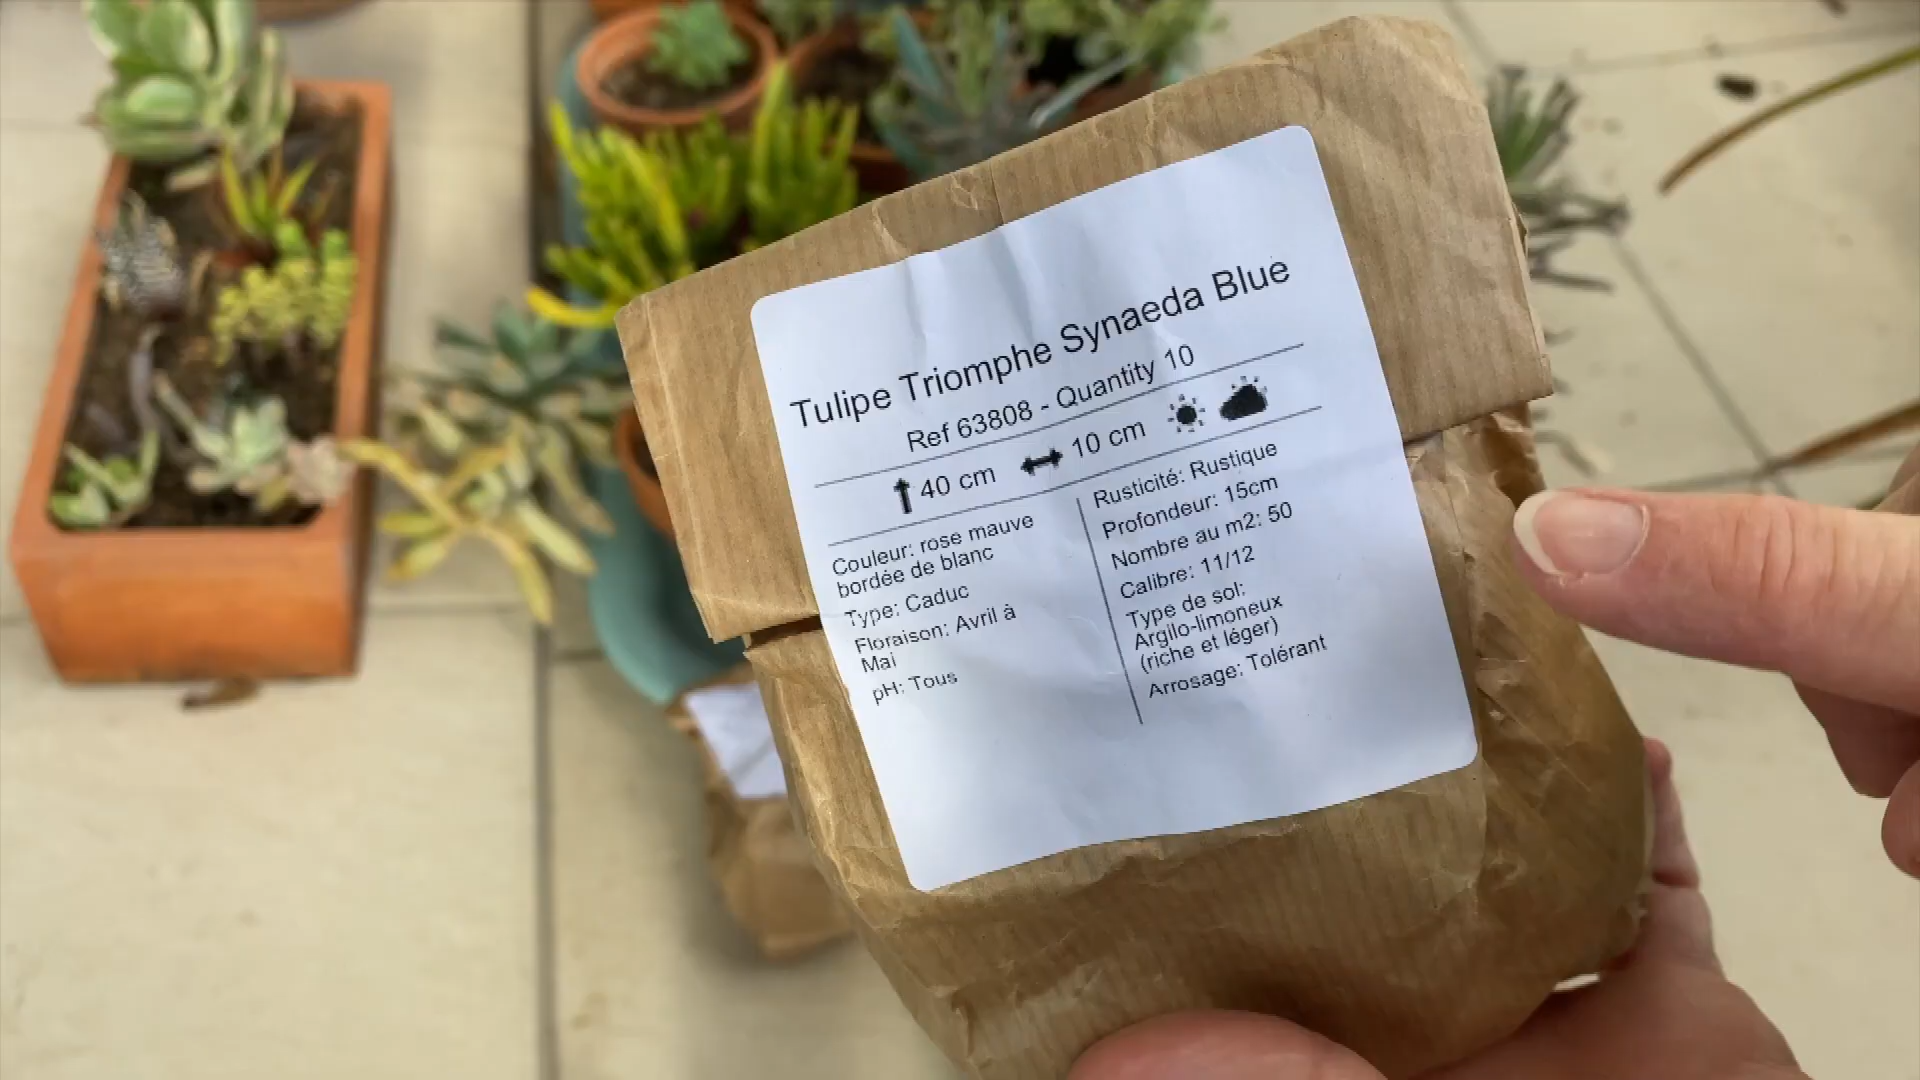 Tulipe Triomphe Synaeda Blue
Ref 63808 - Quantity 10
40 cm 10 cm
Couleur: rose mauve
bordée de blanc
Type: Caduc
Floraison: Avril à
Mai
pH: Tous
Rusticité: Rustique
Profondeur: 15cm
Nombre au m2: 50
Calibre: 11/12
Type de sol:
Argilo-limoneux
(riche et léger)
Arrosage: Tolérant